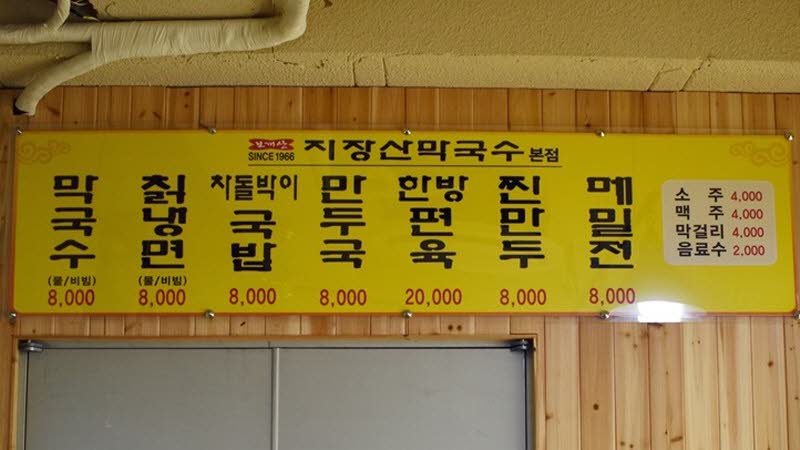 보개산
SINCE 1966
지장산막국수 본점
막국수
(물/비빔)
8,000
칡냉면
(물/비빔)
8,000
차돌박이
국밥
8,000
만두국
8,000
한방
편육
20,000
찐만두
8,000
메밀전
8,000
소주 4,000
맥주 4,000
막걸리 4,000
음료수 2,000